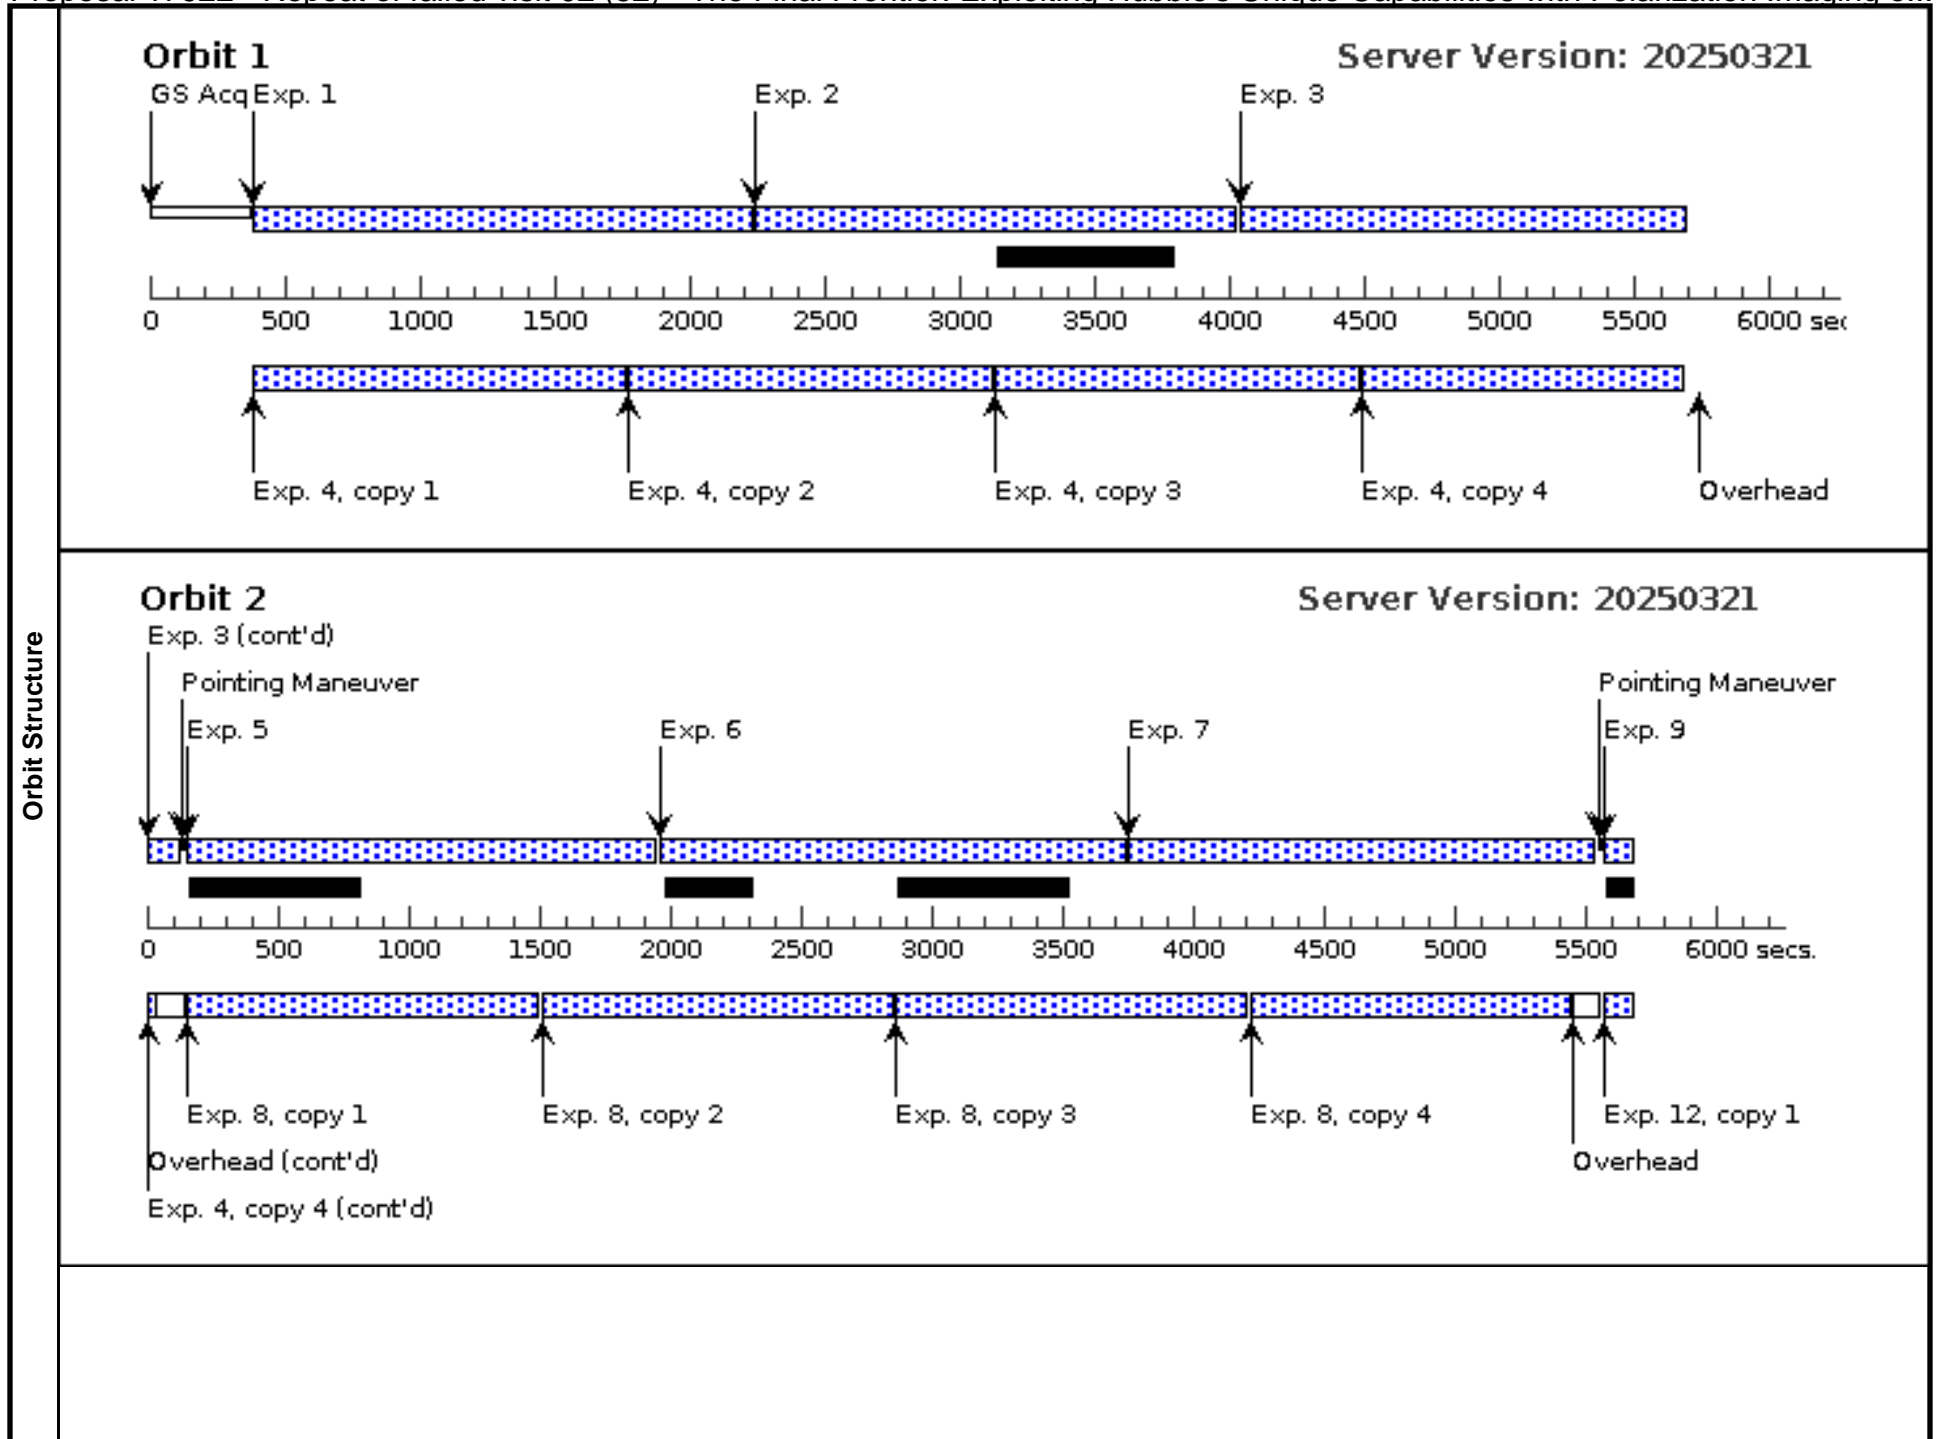 Orbit Structure
Orbit 1 Server Version: 20250321
GS Acq Exp. 1 Exp. 2 Exp. 3
0 500 1000 1500 2000 2500 3000 3500 4000 4500 5000 5500 6000
Exp. 4, copy 1 Exp. 4, copy 2 Exp. 4, copy 3 Exp. 4, copy 4 Overhead
Orbit 2 Server Version: 20250321
Exp. 3 (cont'd)
Pointing Maneuver Pointing Maneuver
Exp. 5 Exp. 6 Exp. 7 Exp. 9
0 500 1000 1500 2000 2500 3000 3500 4000 4500 5000 5500 6000 secs.
Exp. 8, copy 1 Exp. 8, copy 2 Exp. 8, copy 3 Exp. 8, copy 4 Exp. 12, copy 1
Overhead (cont'd) Overhead
Exp. 4, copy 4 (cont'd)